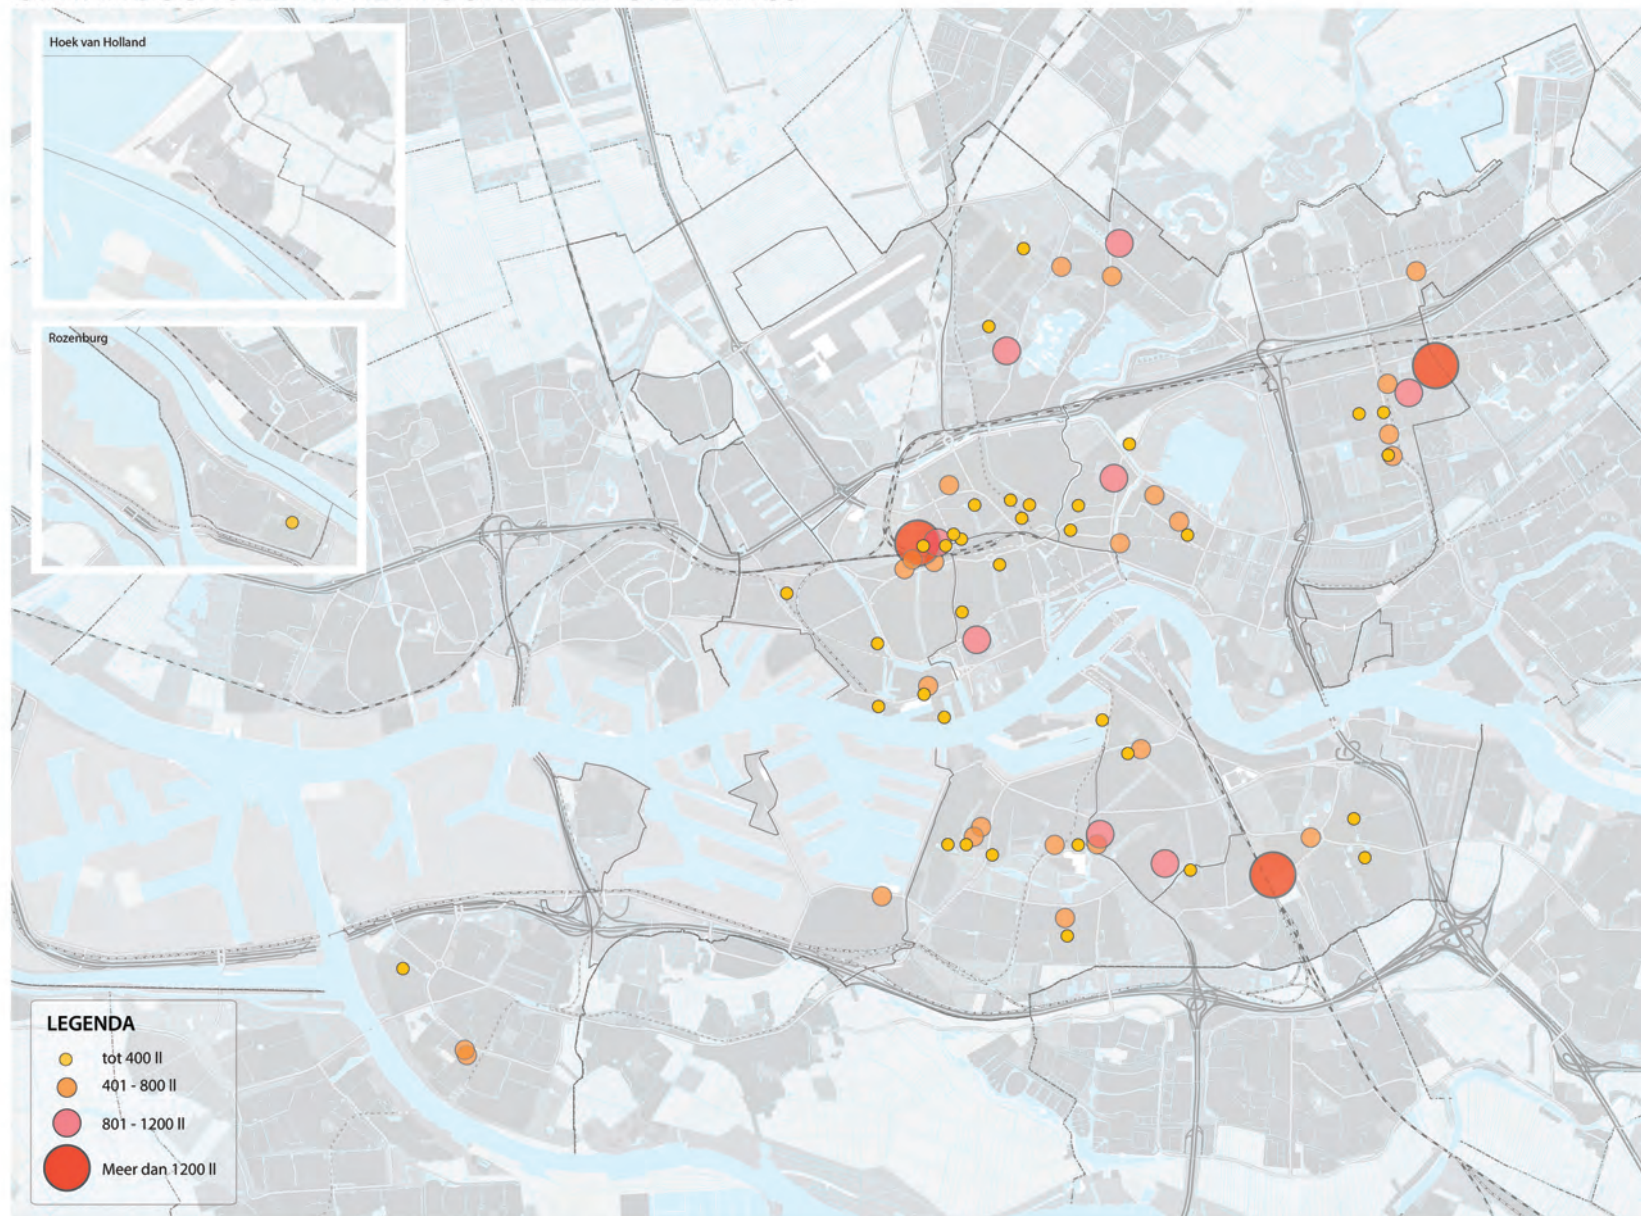 Hoek van Holland
Rozenburg
LEGENDA
tot 400 ll
401 - 800 ll
801 - 1200 ll
Meer dan 1200 ll